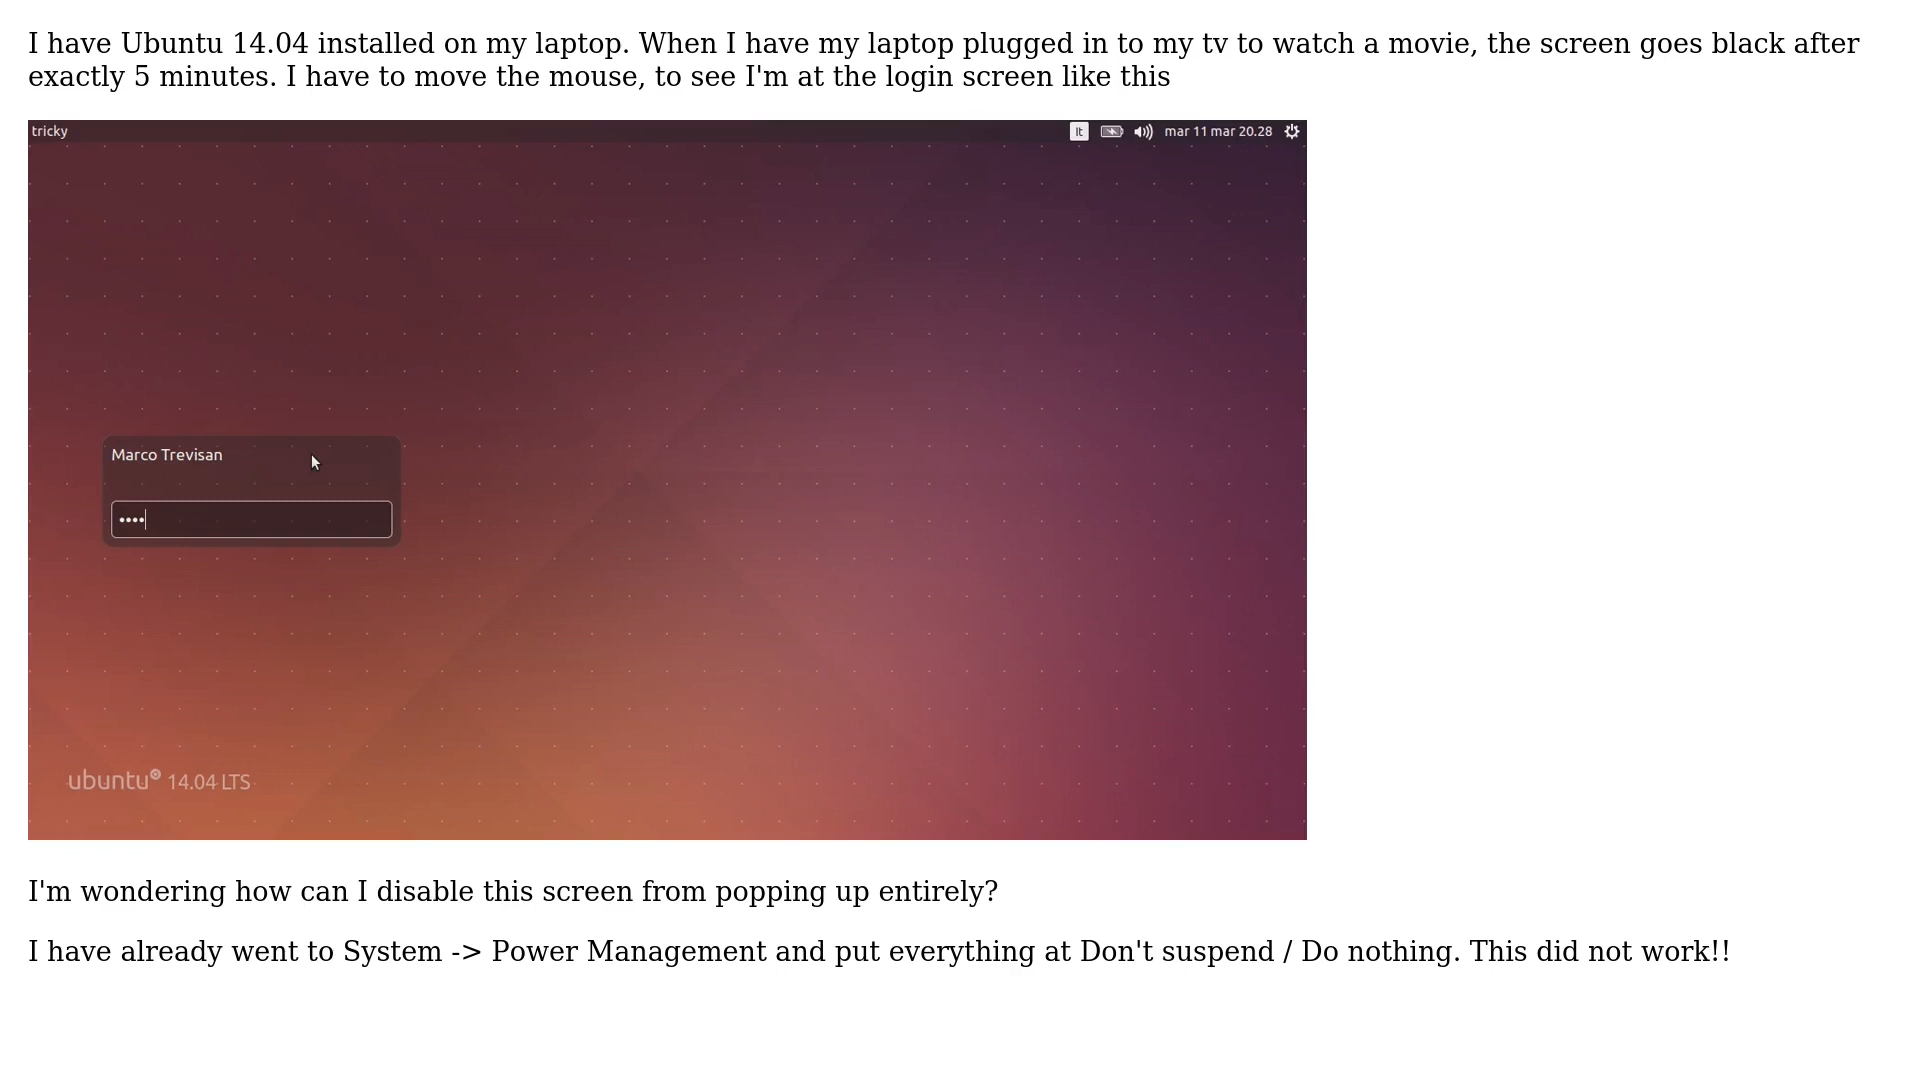 I have Ubuntu 14.04 installed on my laptop. When I have my laptop plugged in to my tv to watch a movie, the screen goes black after
exactly 5 minutes. I have to move the mouse, to see I'm at the login screen like this
tricky
It
mar 11 mar 20.28
Marco Trevisan
••••
ubuntu® 14.04 LTS
I'm wondering how can I disable this screen from popping up entirely?
I have already went to System -> Power Management and put everything at Don't suspend / Do nothing. This did not work!!